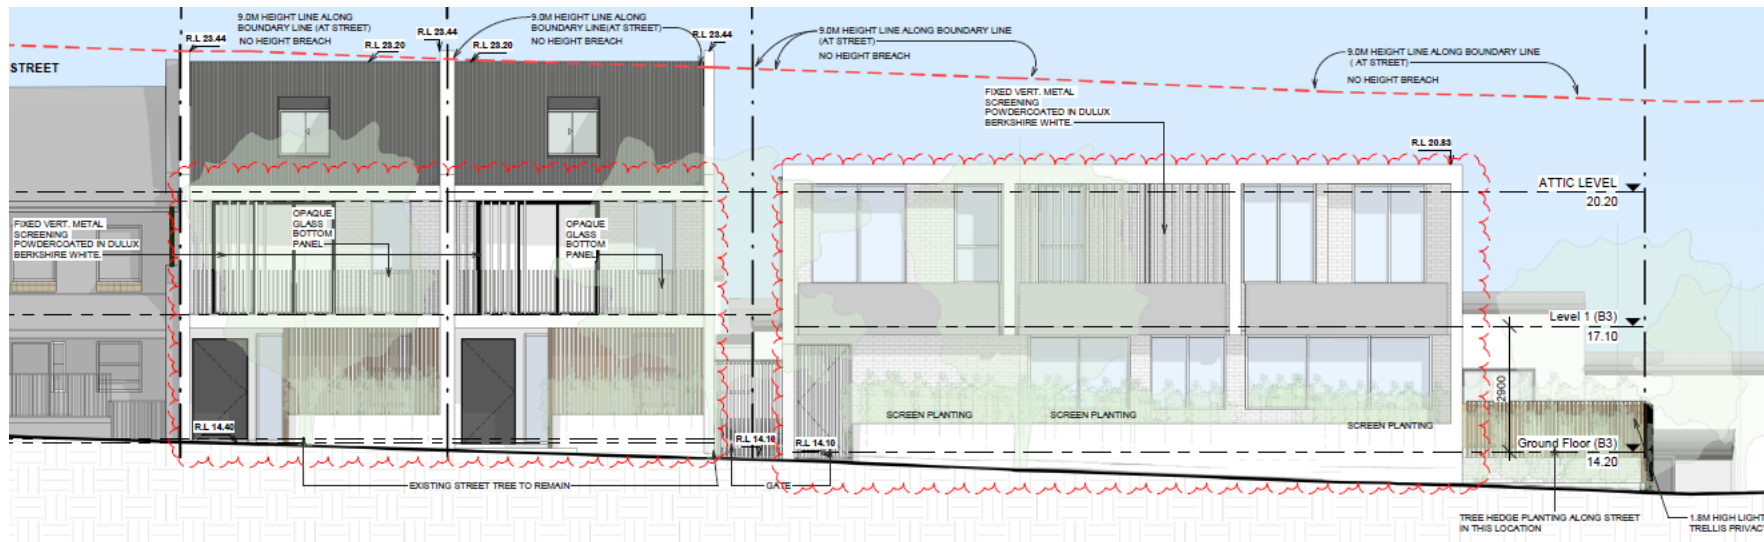 9.0M HEIGHT LINE ALONG
BOUNDARY LINE (AT STREET)
NO HEIGHT BREACH
R.L 23.44
R.L 23.20
R.L 23.44
9.0M HEIGHT LINE ALONG
BOUNDARY LINE(AT STREET)
NO HEIGHT BREACH
R.L 23.20
R.L 23.44
9.0M HEIGHT LINE ALONG BOUNDARY LINE
(AT STREET)
NO HEIGHT BREACH
9.0M HEIGHT LINE ALONG BOUNDARY LINE
( AT STREET)
NO HEIGHT BREACH
STREET
FIXED VERT. METAL
SCREENING
POWDERCOATED IN DULUX
BERKSHIRE WHITE.
R.L 20.83
ATTIC LEVEL
20.20
FIXED VERT. METAL
SCREENING
POWDERCOATED IN DULUX
BERKSHIRE WHITE.
OPAQUE
GLASS
BOTTOM
PANEL
OPAQUE
GLASS
BOTTOM
PANEL
Level 1 (B3)
17.10
2900
SCREEN PLANTING
SCREEN PLANTING
SCREEN PLANTING
R.L 14.40
R.L 14.10
R.L 14.10
Ground Floor (B3)
14.20
EXISTING STREET TREE TO REMAIN
GATE
TREE HEDGE PLANTING ALONG STREET
IN THIS LOCATION
1.8M HIGH LIGHT
TRELLIS PRIVAC